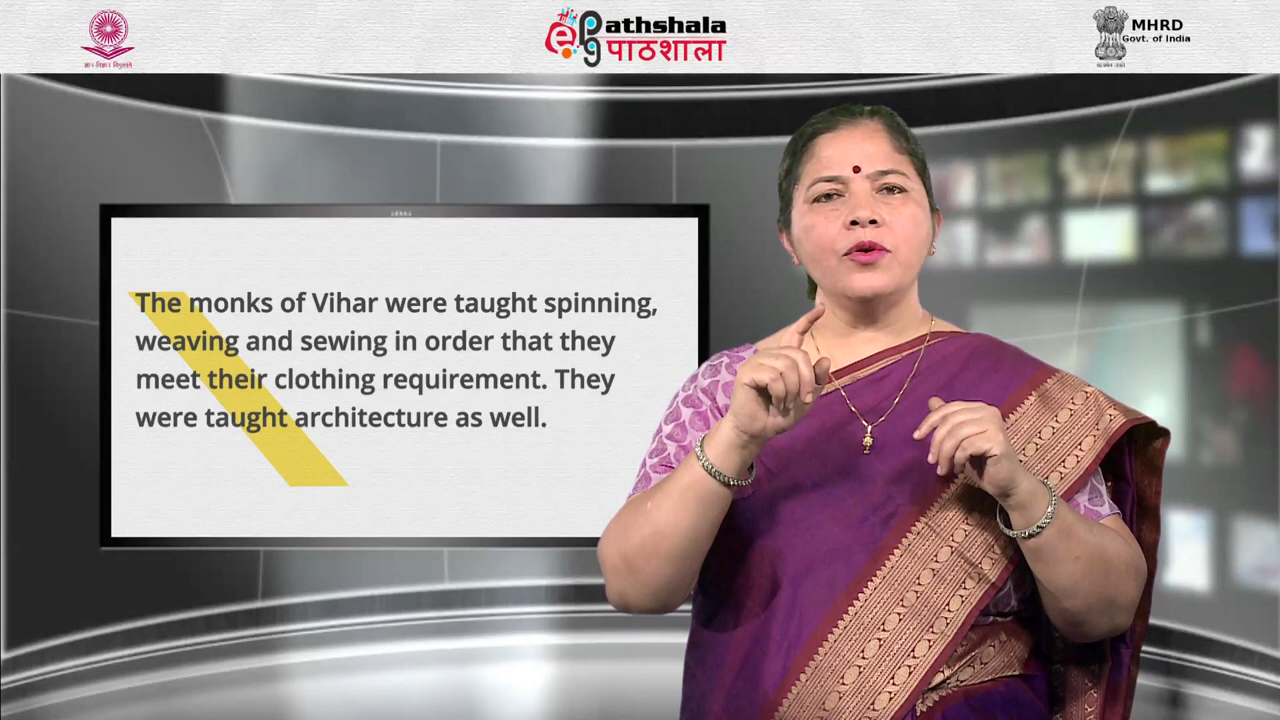 Pathshala
पाठशाला
MHRD
Govt. of India
The monks of Vihar were taught spinning,
weaving and sewing in order that they
meet their clothing requirement. They
were taught architecture as well.